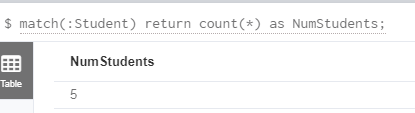 $ match(:Student) return count(*) as NumStudents;
NumStudents
Table
5